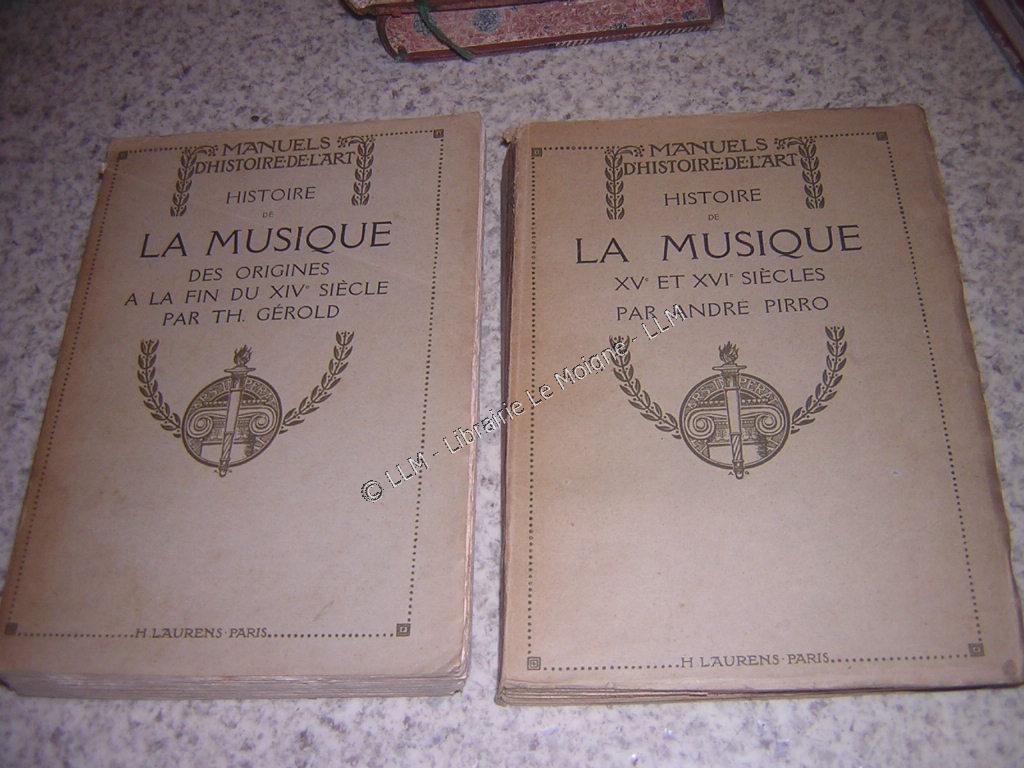 MANUELS
D'HISTOIRE·DE·L'ART
HISTOIRE
DE
LA MUSIQUE
DES ORIGINES
A LA FIN DU XIVe SIÈCLE
PAR TH. GÉROLD
H. LAURENS · PARIS
MANUELS
D'HISTOIRE·DE·L'ART
HISTOIRE
DE
LA MUSIQUE
XVe ET XVIe SIÈCLES
PAR ANDRÉ PIRRO
H. LAURENS · PARIS
© LLM - Librairie Le Moigne - LLM